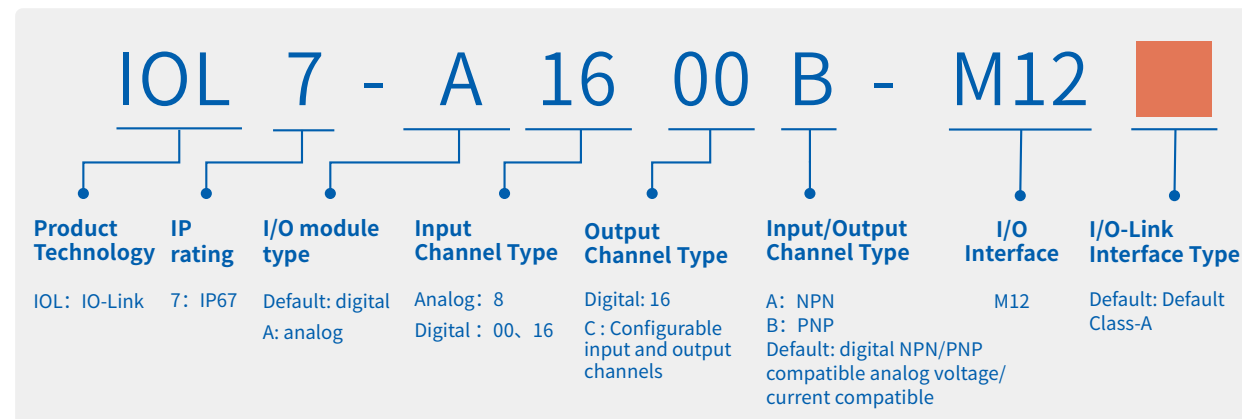 IOL 7 - A 16 00 B - M12
Product
Technology
IOL：IO-Link
IP
rating
7：IP67
I/O module
type
Default: digital
A: analog
Input
Channel Type
Analog：8
Digital ：00、16
Output
Channel Type
Digital: 16
C : Configurable
input and output
channels
Input/Output
Channel Type
A：NPN
B：PNP
Default: digital NPN/PNP
compatible analog voltage/
current compatible
I/O
Interface
M12
I/O-Link
Interface Type
Default: Default
Class-A